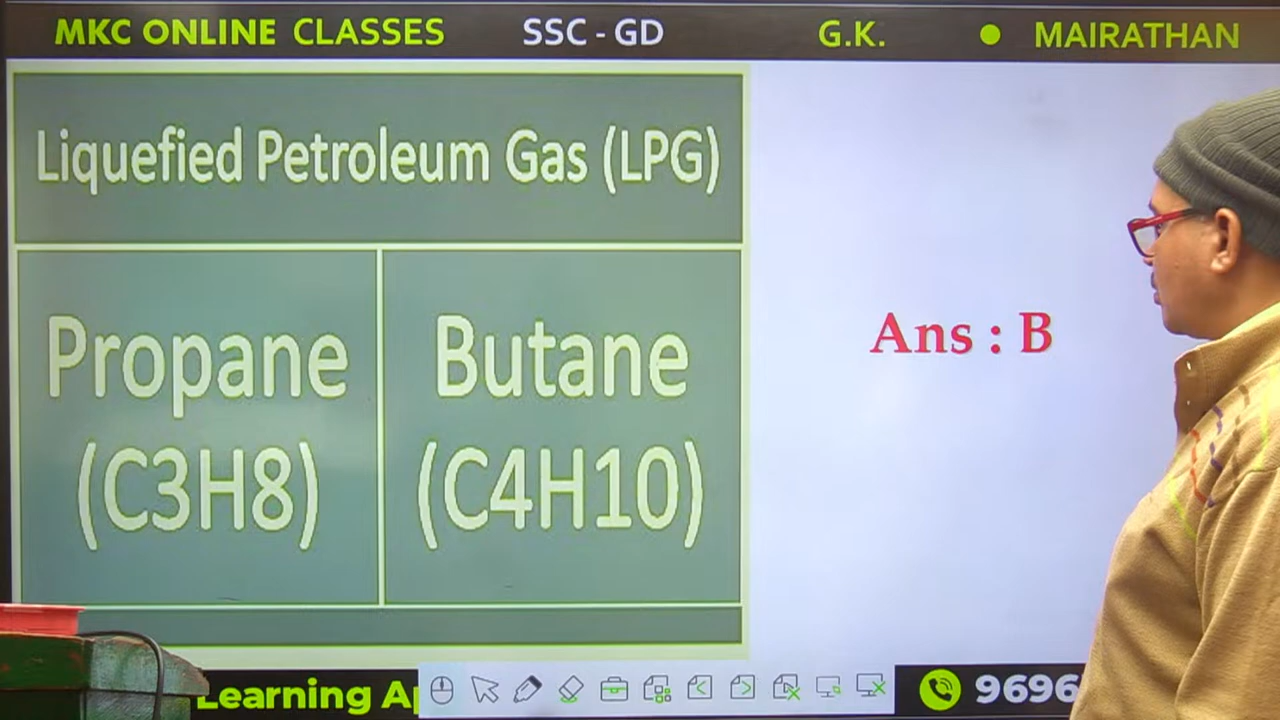 MKC ONLINE CLASSES SSC - GD G.K. MAIRATHAN
Liquefied Petroleum Gas (LPG)
Propane
(C3H8)
Butane
(C4H10)
Ans : B
Learning Ap
9696